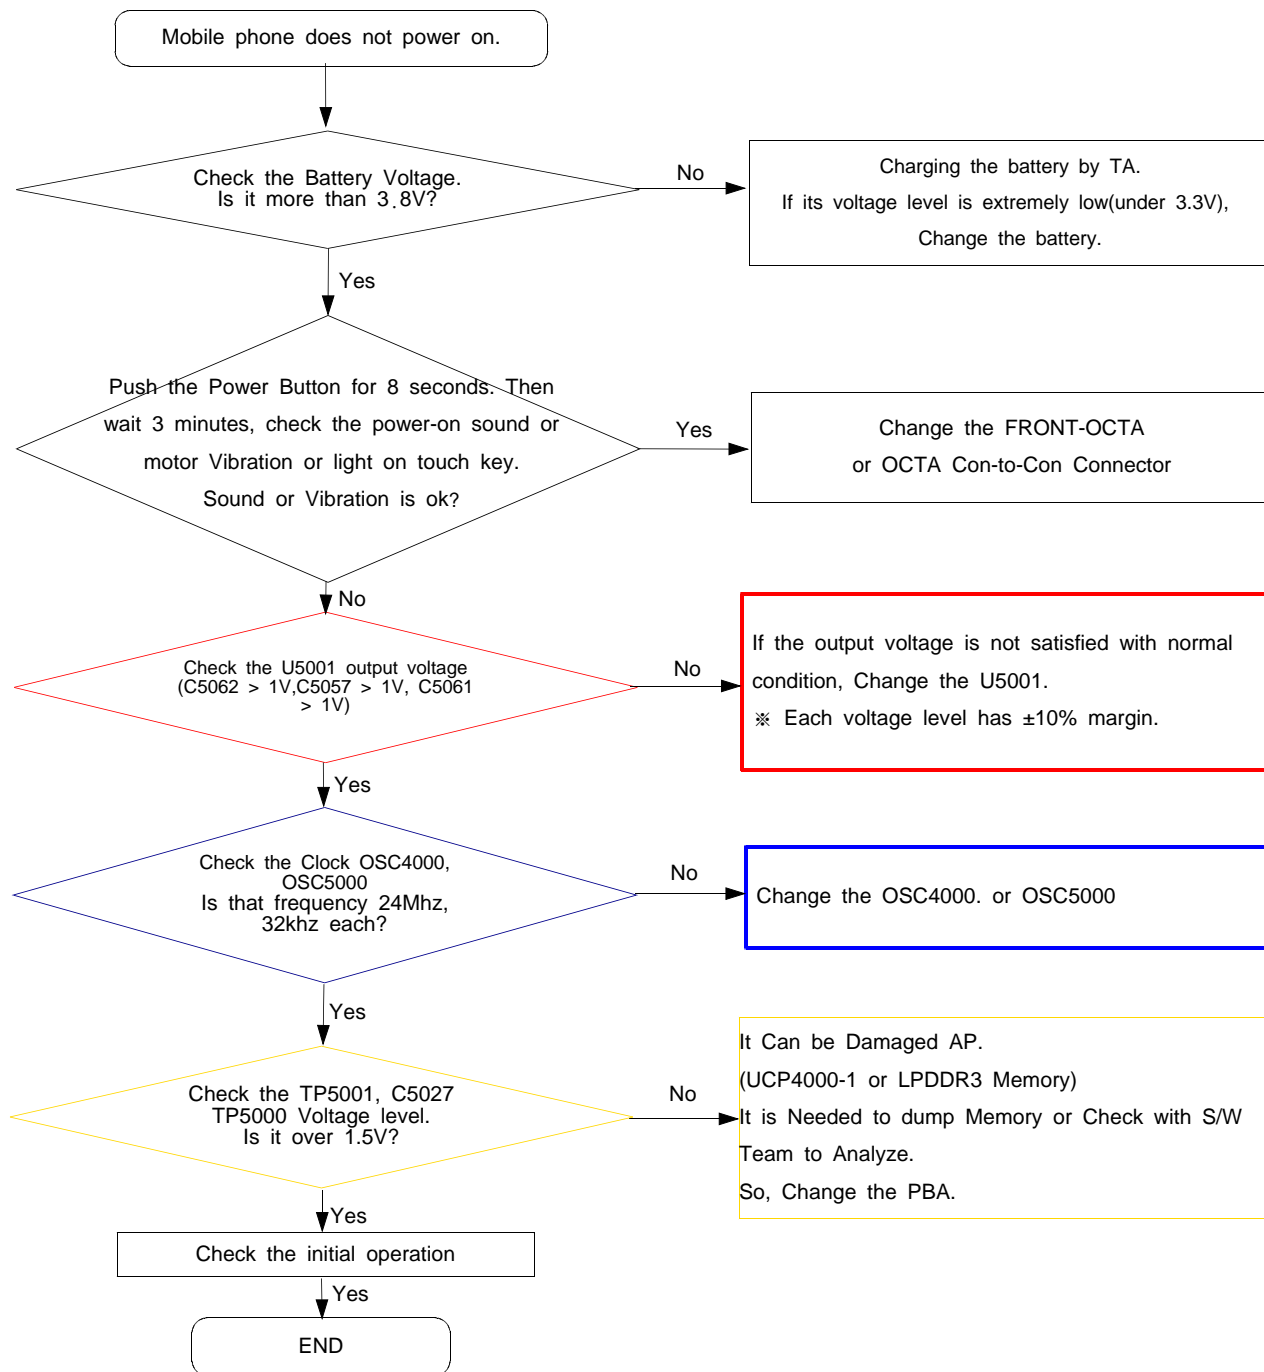 Mobile phone does not power on.
Check the Battery Voltage.
Is it more than 3.8V?
No
Charging the battery by TA.
If its voltage level is extremely low(under 3.3V),
Change the battery.
Yes
Push the Power Button for 8 seconds. Then
wait 3 minutes, check the power-on sound or
motor Vibration or light on touch key.
Sound or Vibration is ok?
Yes
Change the FRONT-OCTA
or OCTA Con-to-Con Connector
No
Check the U5001 output voltage
(C5062 > 1V,C5057 > 1V, C5061
> 1V)
No
If the output voltage is not satisfied with normal
condition, Change the U5001.
※ Each voltage level has ±10% margin.
Yes
Check the Clock OSC4000,
OSC5000
Is that frequency 24Mhz,
32khz each?
No
Change the OSC4000. or OSC5000
Yes
Check the TP5001, C5027
TP5000 Voltage level.
Is it over 1.5V?
No
It Can be Damaged AP.
(UCP4000-1 or LPDDR3 Memory)
It is Needed to dump Memory or Check with S/W
Team to Analyze.
So, Change the PBA.
Yes
Check the initial operation
Yes
END